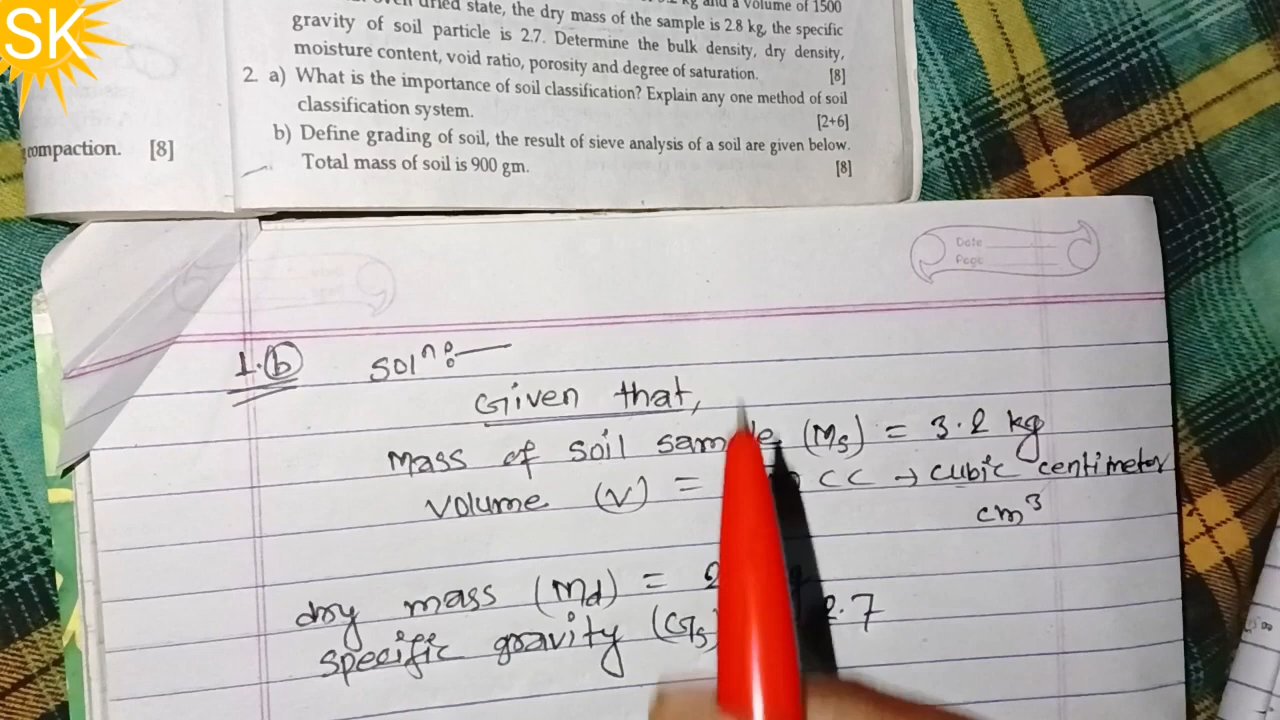 SK
kg and a volume of 1500
dried state, the dry mass of the sample is 2.8 kg, the specific
gravity of soil particle is 2.7. Determine the bulk density, dry density,
moisture content, void ratio, porosity and degree of saturation. [8]
2. a) What is the importance of soil classification? Explain any one method of soil
classification system. [2+6]
b) Define grading of soil, the result of sieve analysis of a soil are given below.
Total mass of soil is 900 gm. [8]
compaction. [8]
Date
Page
1.b Solⁿ:—
Given that,
Mass of soil sample (Ms) = 3.2 kg
volume (V) = CC → cubic centimeter
cm³
dry mass (Md) =
specific gravity (Gs) 2.7